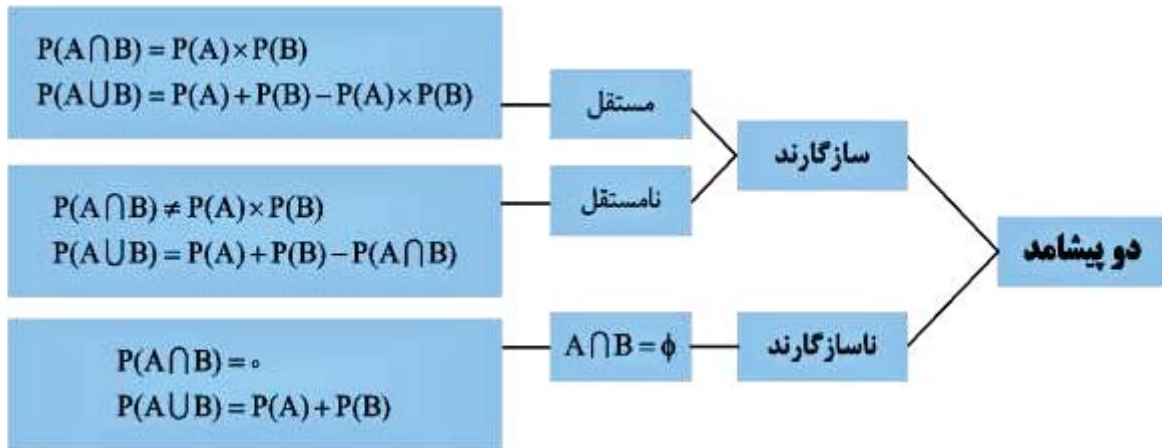 دو پیشامد
سازگارند
مستقل
P(A∩B) = P(A)×P(B)
P(A∪B) = P(A)+P(B)−P(A)×P(B)
نامستقل
P(A∩B) ≠ P(A)×P(B)
P(A∪B) = P(A)+P(B)−P(A∩B)
ناسازگارند
A∩B = ϕ
P(A∩B) = ۰
P(A∪B) = P(A)+P(B)